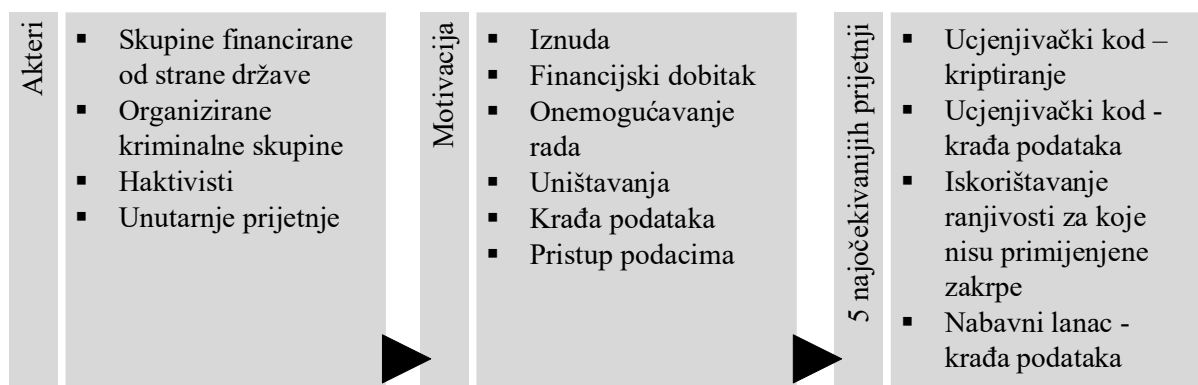 Akteri
▪ Skupine financirane
od strane države
▪ Organizirane
kriminalne skupine
▪ Haktivisti
▪ Unutarnje prijetnje
Motivacija
▪ Iznuda
▪ Financijski dobitak
▪ Onemogućavanje
rada
▪ Uništavanja
▪ Krađa podataka
▪ Pristup podacima
5 najočekivanijih prijetnji
▪ Ucjenjivački kod –
kriptiranje
▪ Ucjenjivački kod -
krađa podataka
▪ Iskorištavanje
ranjivosti za koje
nisu primijenjene
zakrpe
▪ Nabavni lanac -
krađa podataka